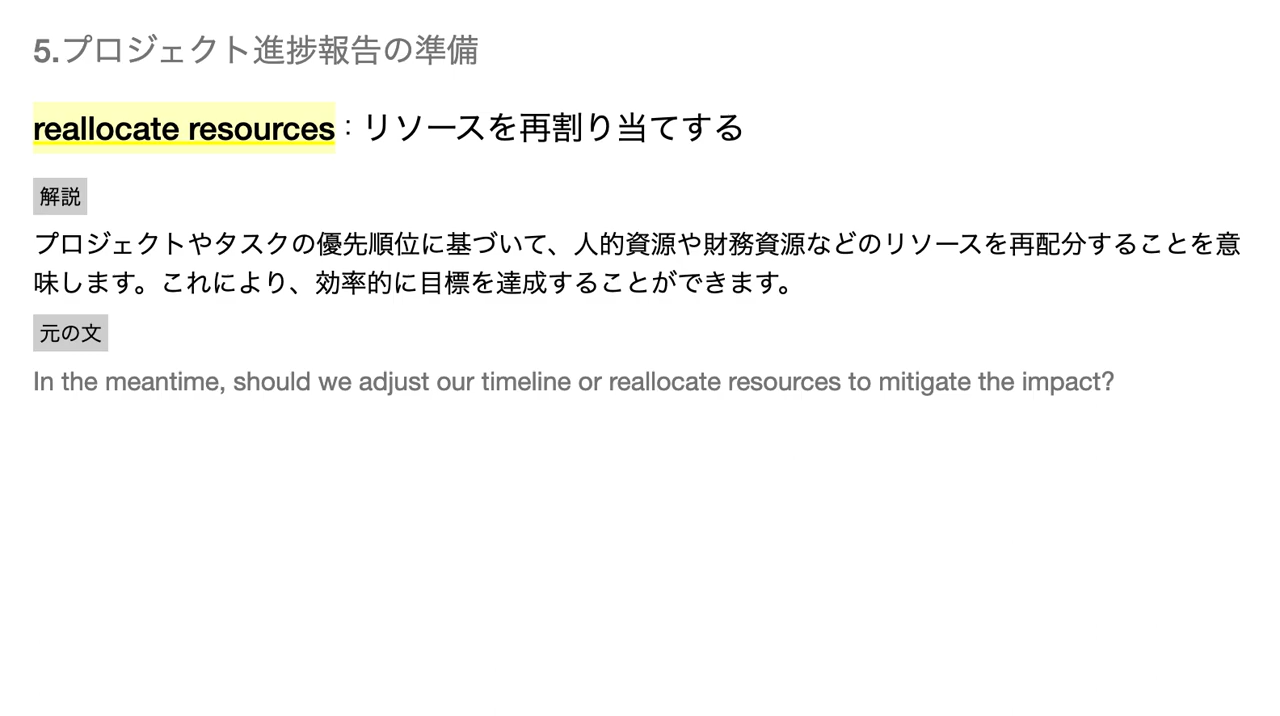 5.プロジェクト進捗報告の準備
reallocate resources：リソースを再割り当てする
解説
プロジェクトやタスクの優先順位に基づいて、人的資源や財務資源などのリソースを再配分することを意
味します。これにより、効率的に目標を達成することができます。
元の文
In the meantime, should we adjust our timeline or reallocate resources to mitigate the impact?